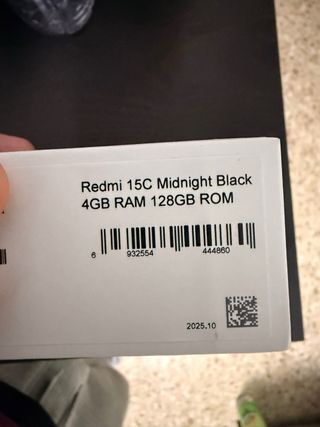 Redmi 15C Midnight Black
4GB RAM 128GB ROM
6 932554 444860
2025.10